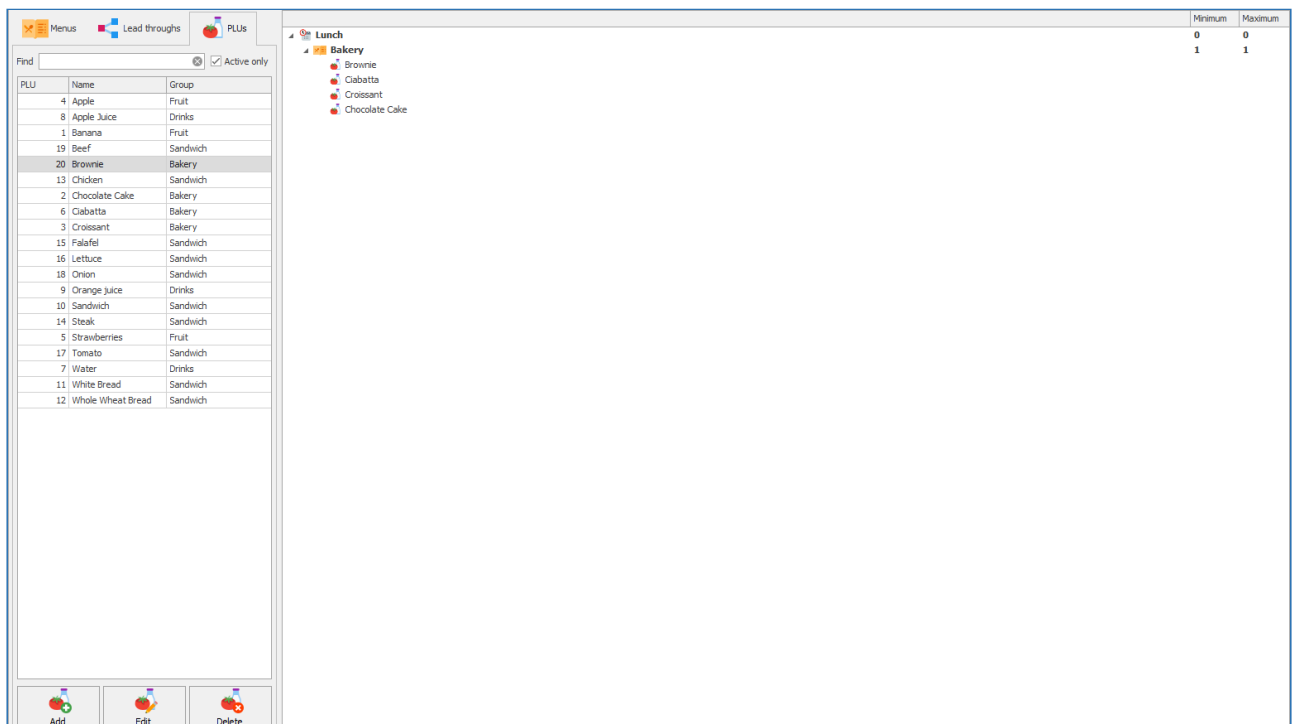 Menus Lead throughs PLUs
Find Active only
PLU Name Group
4 Apple Fruit
8 Apple Juice Drinks
1 Banana Fruit
19 Beef Sandwich
20 Brownie Bakery
13 Chicken Sandwich
2 Chocolate Cake Bakery
6 Ciabatta Bakery
3 Croissant Bakery
15 Falafel Sandwich
16 Lettuce Sandwich
18 Onion Sandwich
9 Orange juice Drinks
10 Sandwich Sandwich
14 Steak Sandwich
5 Strawberries Fruit
17 Tomato Sandwich
7 Water Drinks
11 White Bread Sandwich
12 Whole Wheat Bread Sandwich
Add Edit Delete
Minimum Maximum
Lunch 0 0
Bakery 1 1
Brownie
Ciabatta
Croissant
Chocolate Cake